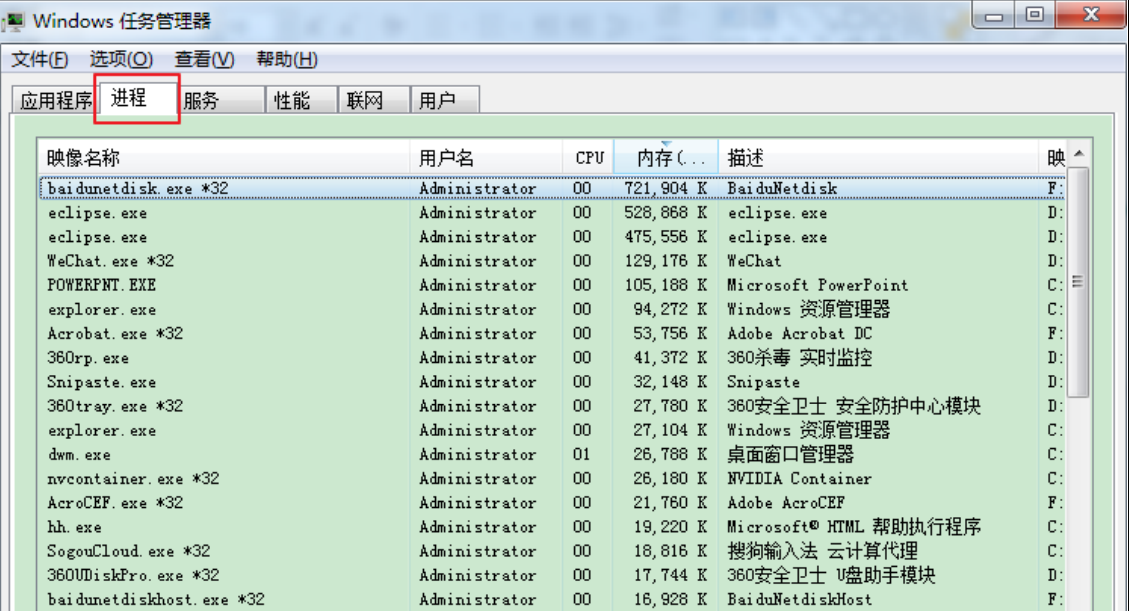 Windows 任务管理器
文件(F) 选项(O) 查看(V) 帮助(H)
应用程序 进程 服务 性能 联网 用户
映像名称 用户名 CPU 内存(... 描述 映
baidunetdisk.exe *32 Administrator 00 721,904 K BaiduNetdisk F:
eclipse.exe Administrator 00 528,868 K eclipse.exe D:
eclipse.exe Administrator 00 475,556 K eclipse.exe D:
WeChat.exe *32 Administrator 00 129,176 K WeChat D:
POWERPNT.EXE Administrator 00 105,188 K Microsoft PowerPoint C:
explorer.exe Administrator 00 94,272 K Windows 资源管理器 C:
Acrobat.exe *32 Administrator 00 53,756 K Adobe Acrobat DC F:
360rp.exe Administrator 00 41,372 K 360杀毒 实时监控 D:
Snipaste.exe Administrator 00 32,148 K Snipaste D:
360tray.exe *32 Administrator 00 27,780 K 360安全卫士 安全防护中心模块 D:
explorer.exe Administrator 00 27,104 K Windows 资源管理器 C:
dwm.exe Administrator 01 26,788 K 桌面窗口管理器 C:
nvcontainer.exe *32 Administrator 00 26,180 K NVIDIA Container C:
AcroCEF.exe *32 Administrator 00 21,760 K Adobe AcroCEF F:
hh.exe Administrator 00 19,220 K Microsoft® HTML 帮助执行程序 C:
SogouCloud.exe *32 Administrator 00 18,816 K 搜狗输入法 云计算代理 C:
360UDiskPro.exe *32 Administrator 00 17,744 K 360安全卫士 U盘助手模块 D:
baidunetdiskhost.exe *32 Administrator 00 16,928 K BaiduNetdiskHost F: